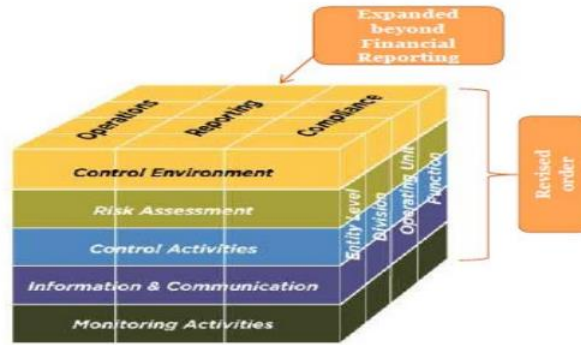 Expanded
beyond
Financial
Reporting
Operations
Reporting
Compliance
Control Environment
Risk Assessment
Control Activities
Information & Communication
Monitoring Activities
Entity Level
Division
Operating Unit
Function
Revised
order